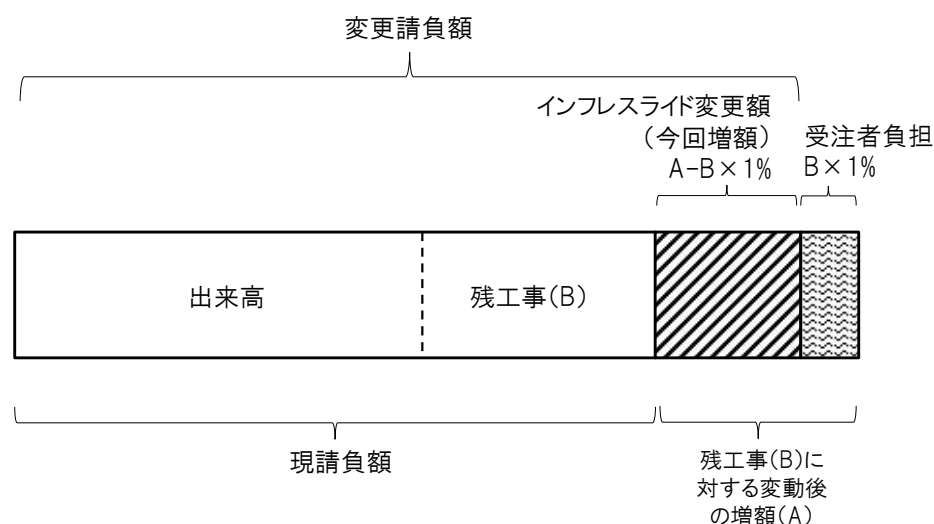 変更請負額
インフレスライド変更額
(今回増額)
A-B×1%
受注者負担
B×1%
出来高
残工事(B)
現請負額
残工事(B)に
対する変動後
の増額(A)